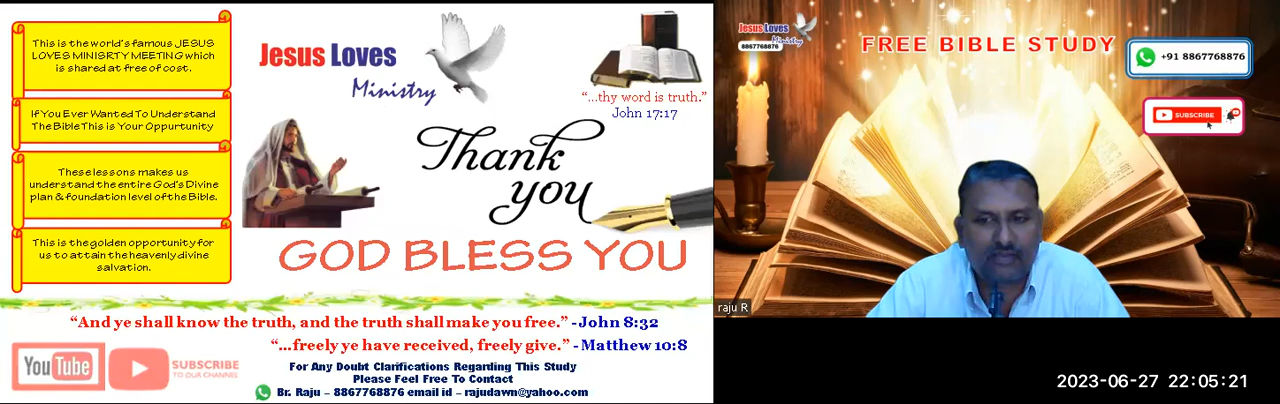 This is the world's famous JESUS
LOVES MINISRTY MEETING which
is shared at free of cost.
If You Ever Wanted To Understand
The Bible This is Your Oppurtunity
These lessons makes us
understand the entire God's Divine
plan & foundation level of the Bible.
This is the golden opportunity for
us to attain the heavenly divine
salvation.
Jesus Loves
Ministry
"...thy word is truth."
John 17:17
Thank
you
GOD BLESS YOU
"And ye shall know the truth, and the truth shall make you free." - John 8:32
"...freely ye have received, freely give." - Matthew 10:8
YouTube
SUBSCRIBE
TO OUR CHANNEL
For Any Doubt Clarifications Regarding This Study
Please Feel Free To Contact
Br. Raju – 8867768876 email id – rajudawn@yahoo.com
Jesus Loves
Ministry
8867768876
FREE BIBLE STUDY
+91 8867768876
SUBSCRIBE
raju R
2023-06-27 22:05:21